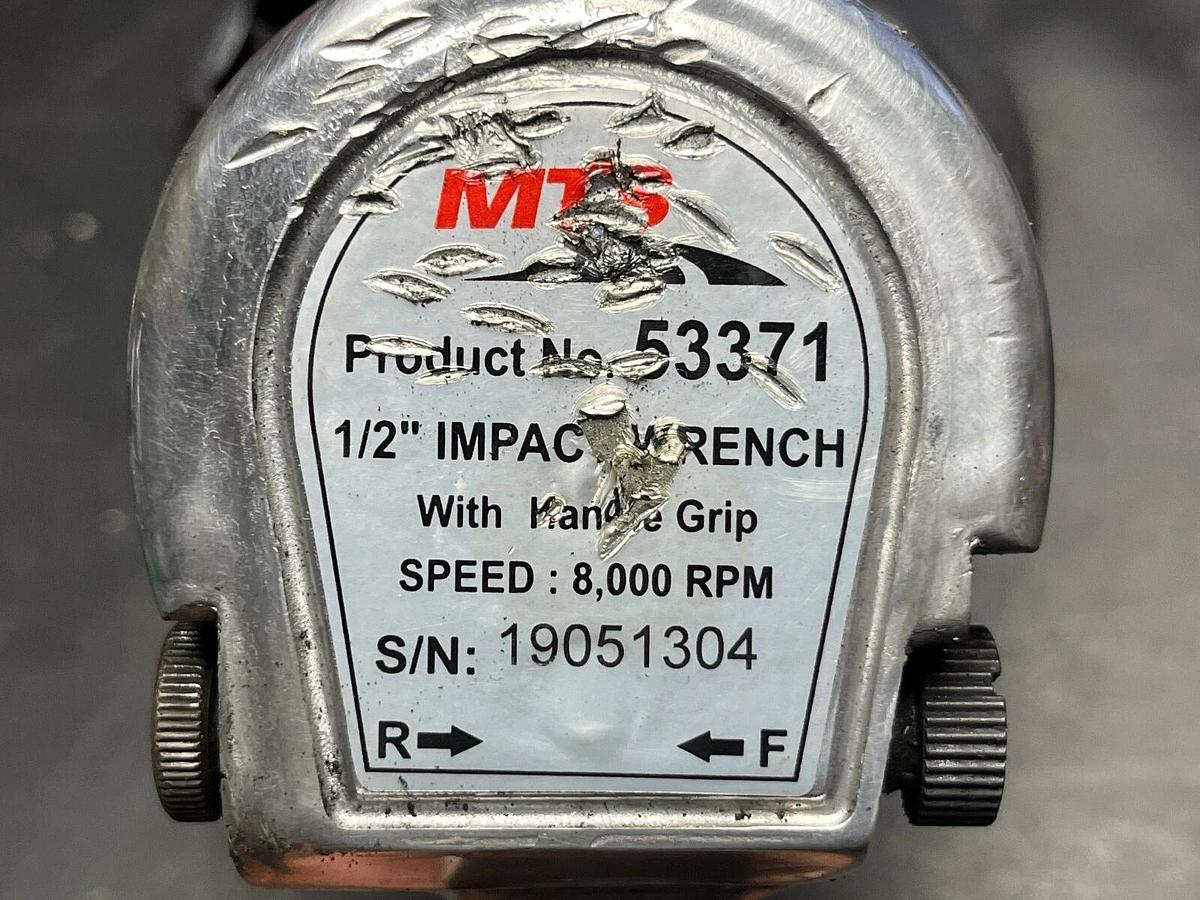 MTS
Product No. 53371
1/2" IMPACT WRENCH
With Handle Grip
SPEED : 8,000 RPM
S/N: 19051304
R F